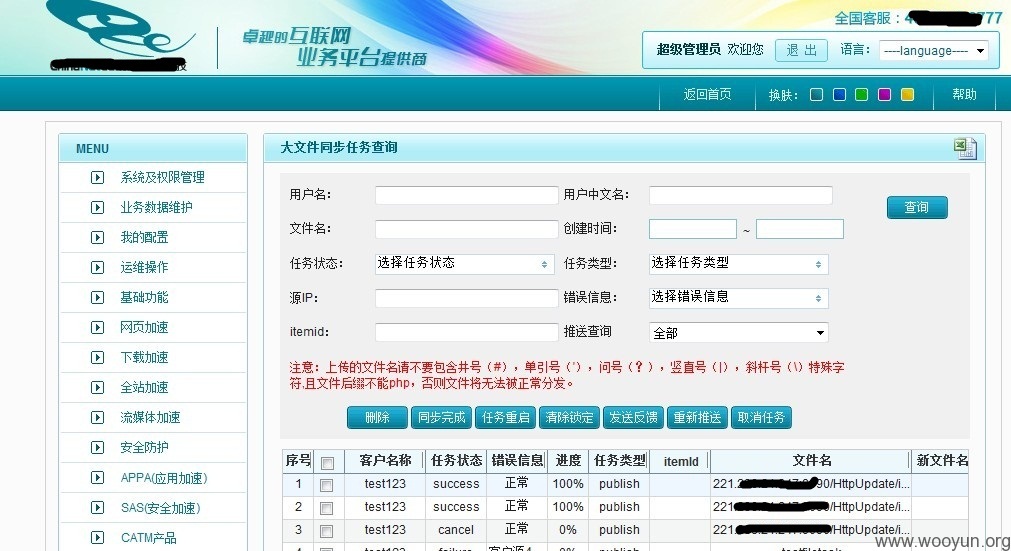 全国客服：4 777
卓越的互联网
业务平台提供商
超级管理员 欢迎您 退 出 语言： ----language----
返回首页 换肤： 帮助
MENU
系统及权限管理
业务数据维护
我的配置
运维操作
基础功能
网页加速
下载加速
全站加速
流媒体加速
安全防护
APPA(应用加速)
SAS(安全加速)
CATM产品
大文件同步任务查询
用户名： 用户中文名： 查询
文件名： 创建时间： ~
任务状态： 选择任务状态 任务类型： 选择任务类型
源IP： 错误信息： 选择错误信息
itemid： 推送查询 全部
注意：上传的文件名请不要包含井号（#），单引号（'），问号（？），竖直号（|），斜杆号（\）特殊字
符,且文件后缀不能php，否则文件将无法被正常分发。
删除 同步完成 任务重启 清除锁定 发送反馈 重新推送 取消任务
序号 客户名称 任务状态 错误信息 进度 任务类型 itemId 文件名 新文件名
1 test123 success 正常 100% publish 221. /HttpUpdate/i...
2 test123 success 正常 100% publish 221. /HttpUpdate/i...
3 test123 cancel 正常 0% publish 221. /HttpUpdate/i...
www.wooyun.org